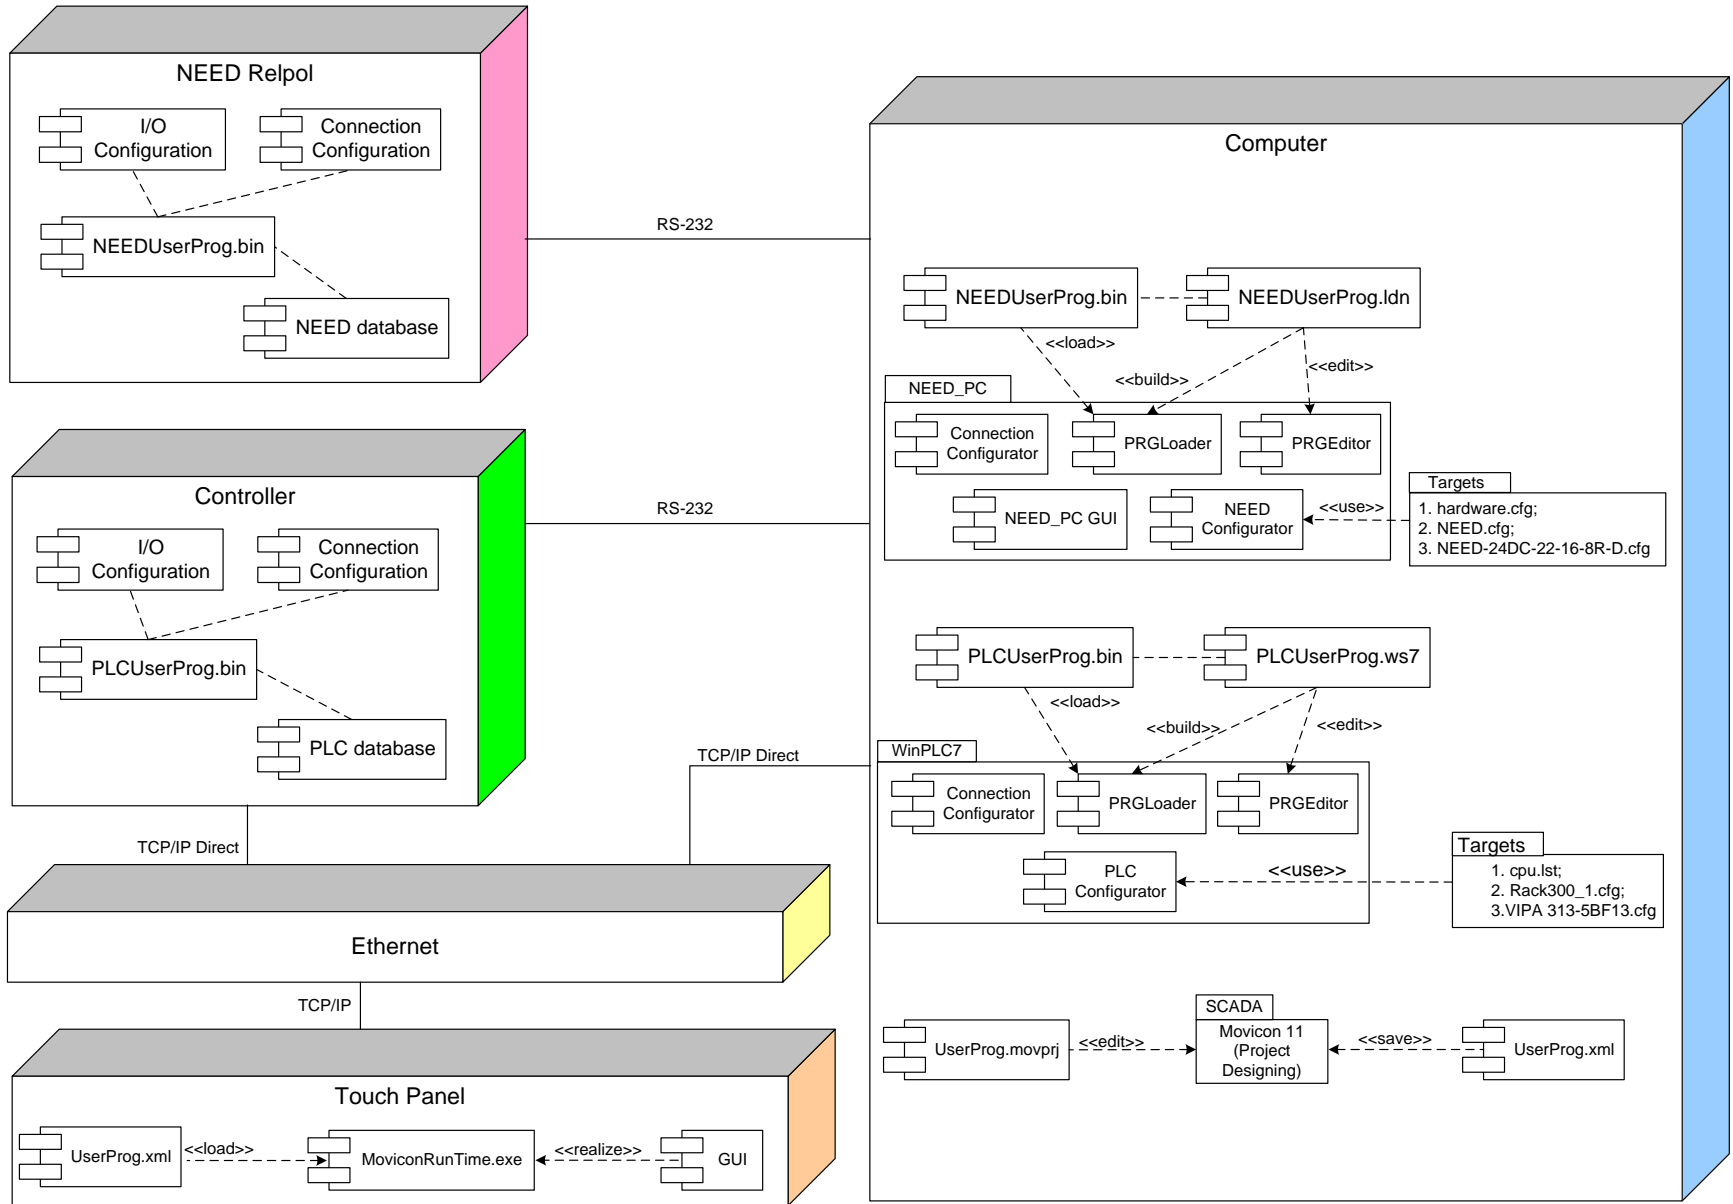 NEED Relpol
I/O
Configuration
Connection
Configuration
NEEDUserProg.bin
NEED database
RS-232
Controller
I/O
Configuration
Connection
Configuration
PLCUserProg.bin
PLC database
RS-232
TCP/IP Direct
TCP/IP Direct
Ethernet
TCP/IP
Touch Panel
UserProg.xml
<<load>>
MoviconRunTime.exe
<<realize>>
GUI
Computer
NEEDUserProg.bin
NEEDUserProg.ldn
<<load>>
<<build>>
<<edit>>
NEED_PC
Connection
Configurator
PRGLoader
PRGEditor
NEED_PC GUI
NEED
Configurator
<<use>>
Targets
1. hardware.cfg;
2. NEED.cfg;
3. NEED-24DC-22-16-8R-D.cfg
PLCUserProg.bin
PLCUserProg.ws7
<<load>>
<<build>>
<<edit>>
WinPLC7
Connection
Configurator
PRGLoader
PRGEditor
PLC
Configurator
<<use>>
Targets
1. cpu.lst;
2. Rack300_1.cfg;
3.VIPA 313-5BF13.cfg
UserProg.movprj
<<edit>>
SCADA
Movicon 11
(Project
Designing)
<<save>>
UserProg.xml